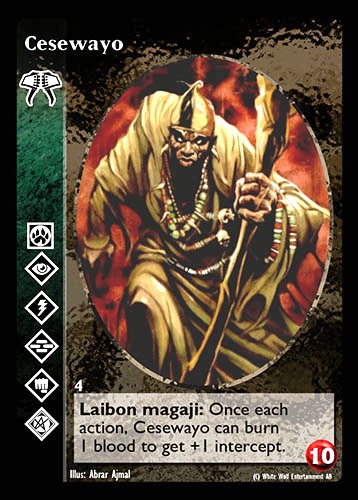 Cesewayo
4
Laibon magaji: Once each
action, Cesewayo can burn
1 blood to get +1 intercept.
10
Illus: Abrar Ajmal
(C) White Wolf Entertainment AB